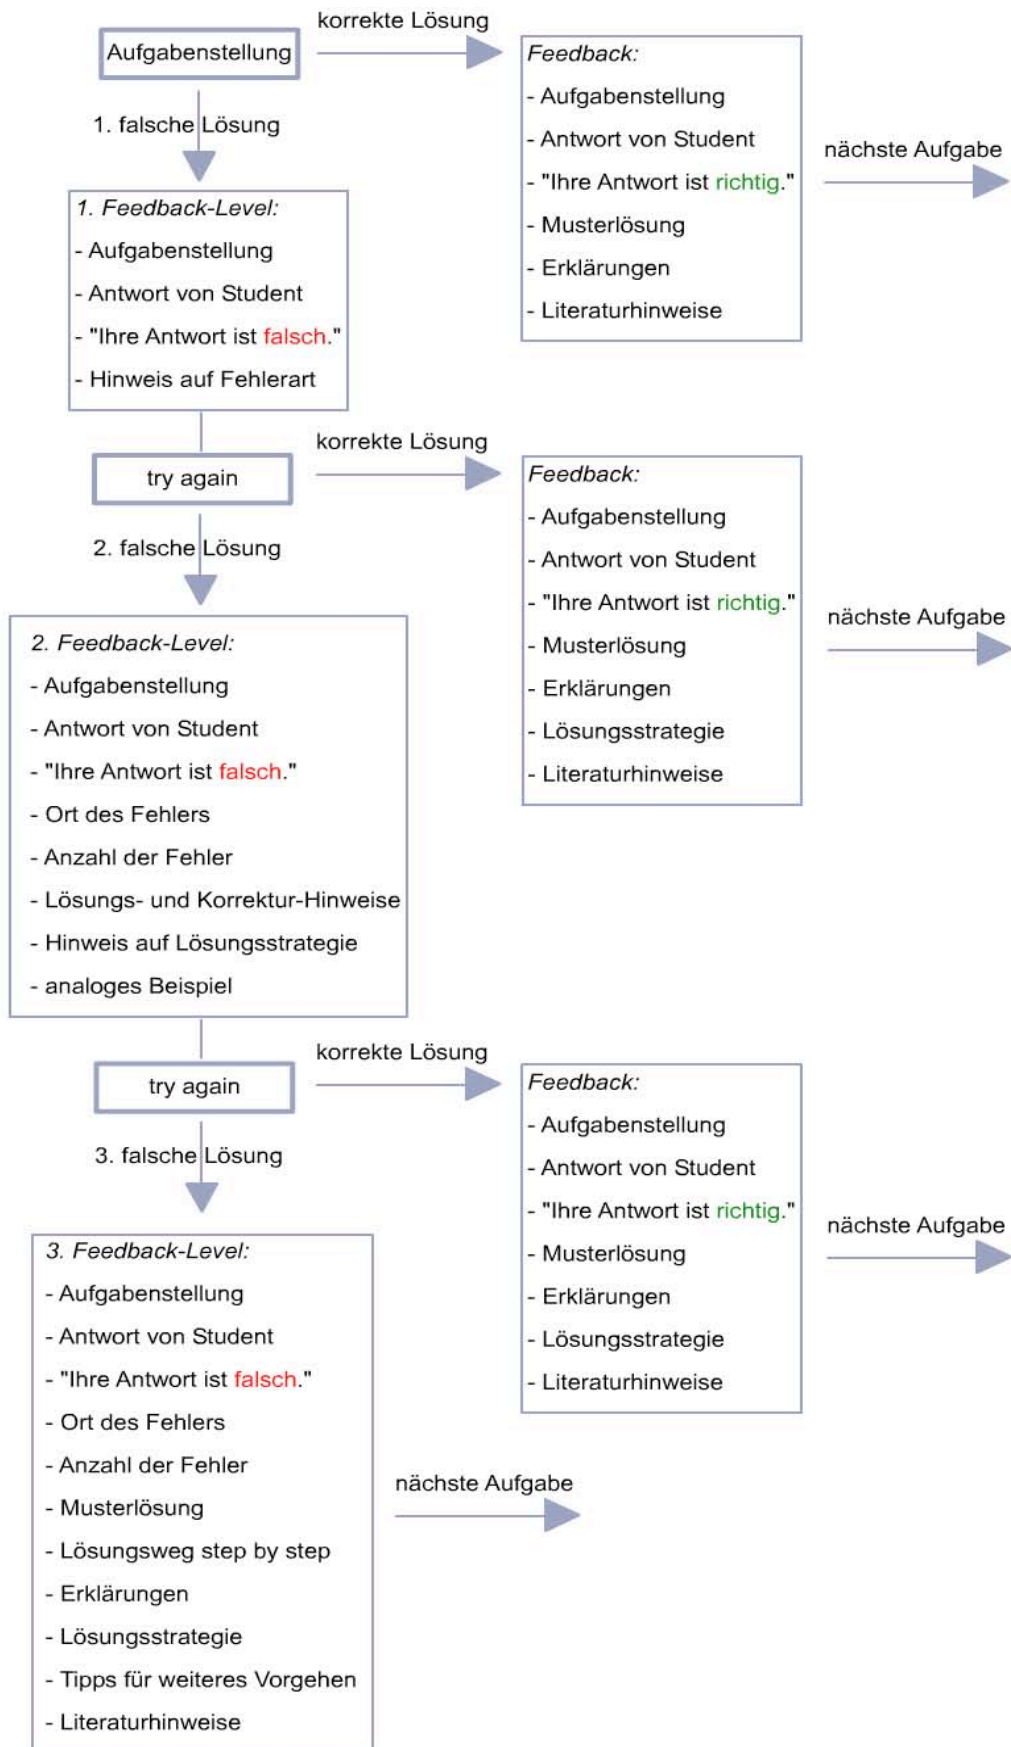 korrekte Lösung
Aufgabenstellung
1. falsche Lösung
Feedback:
- Aufgabenstellung
- Antwort von Student
- "Ihre Antwort ist richtig."
- Musterlösung
- Erklärungen
- Literaturhinweise
nächste Aufgabe
1. Feedback-Level:
- Aufgabenstellung
- Antwort von Student
- "Ihre Antwort ist falsch."
- Hinweis auf Fehlerart
korrekte Lösung
try again
2. falsche Lösung
Feedback:
- Aufgabenstellung
- Antwort von Student
- "Ihre Antwort ist richtig."
- Musterlösung
- Erklärungen
- Lösungsstrategie
- Literaturhinweise
nächste Aufgabe
2. Feedback-Level:
- Aufgabenstellung
- Antwort von Student
- "Ihre Antwort ist falsch."
- Ort des Fehlers
- Anzahl der Fehler
- Lösungs- und Korrektur-Hinweise
- Hinweis auf Lösungsstrategie
- analoges Beispiel
korrekte Lösung
try again
3. falsche Lösung
Feedback:
- Aufgabenstellung
- Antwort von Student
- "Ihre Antwort ist richtig."
- Musterlösung
- Erklärungen
- Lösungsstrategie
- Literaturhinweise
nächste Aufgabe
3. Feedback-Level:
- Aufgabenstellung
- Antwort von Student
- "Ihre Antwort ist falsch."
- Ort des Fehlers
- Anzahl der Fehler
- Musterlösung
- Lösungsweg step by step
- Erklärungen
- Lösungsstrategie
- Tipps für weiteres Vorgehen
- Literaturhinweise
nächste Aufgabe